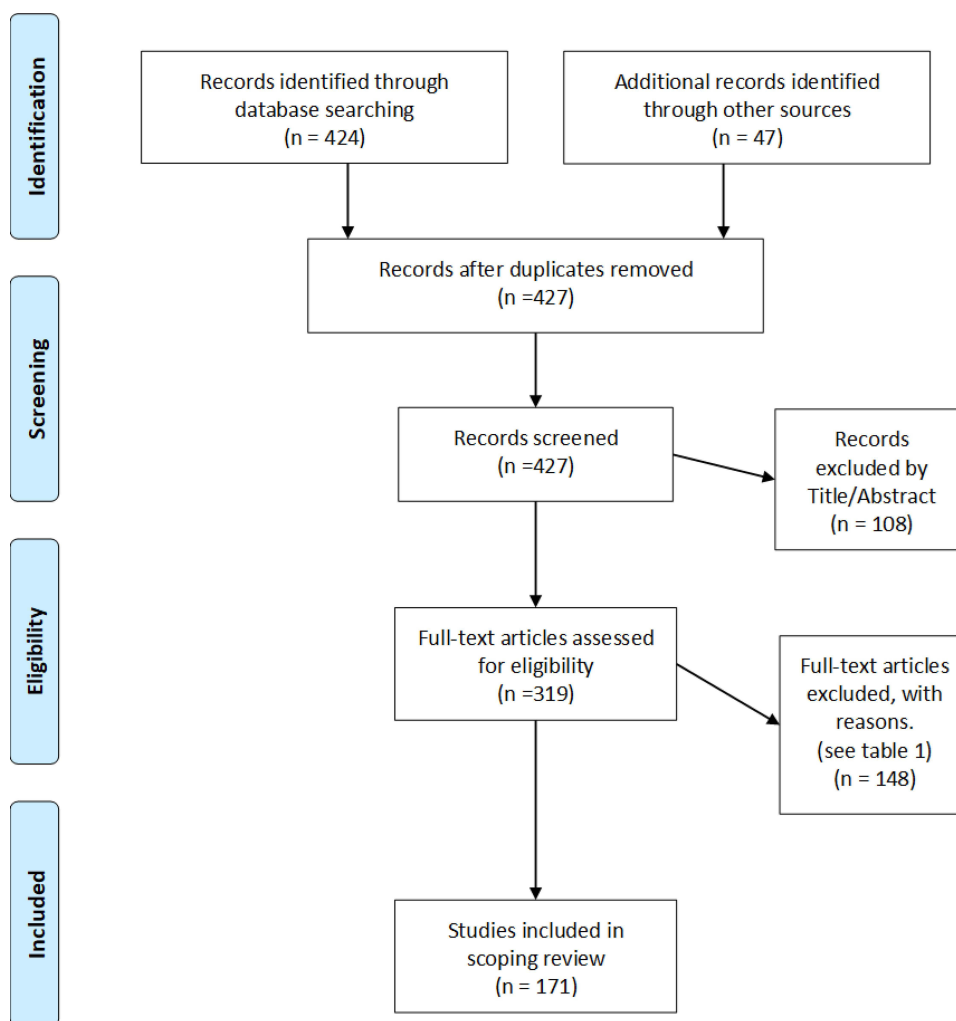 Identification
Records identified through
database searching
(n = 424)
Additional records identified
through other sources
(n = 47)
Records after duplicates removed
(n =427)
Screening
Records screened
(n =427)
Records
excluded by
Title/Abstract
(n = 108)
Eligibility
Full-text articles assessed
for eligibility
(n =319)
Full-text articles
excluded, with
reasons.
(see table 1)
(n = 148)
Included
Studies included in
scoping review
(n = 171)